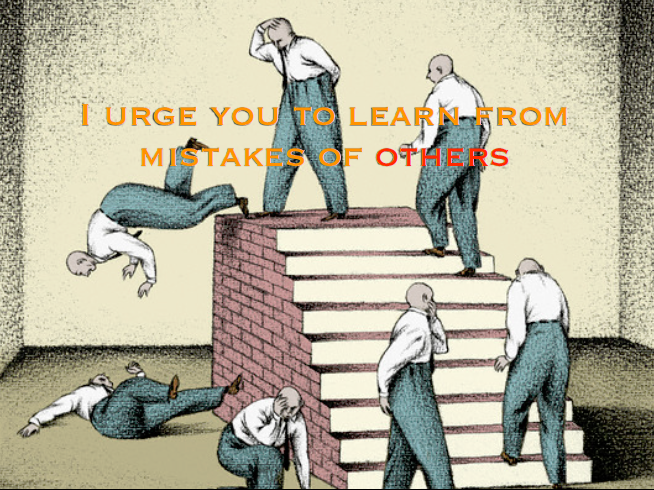 I URGE YOU TO LEARN FROM
MISTAKES OF OTHERS